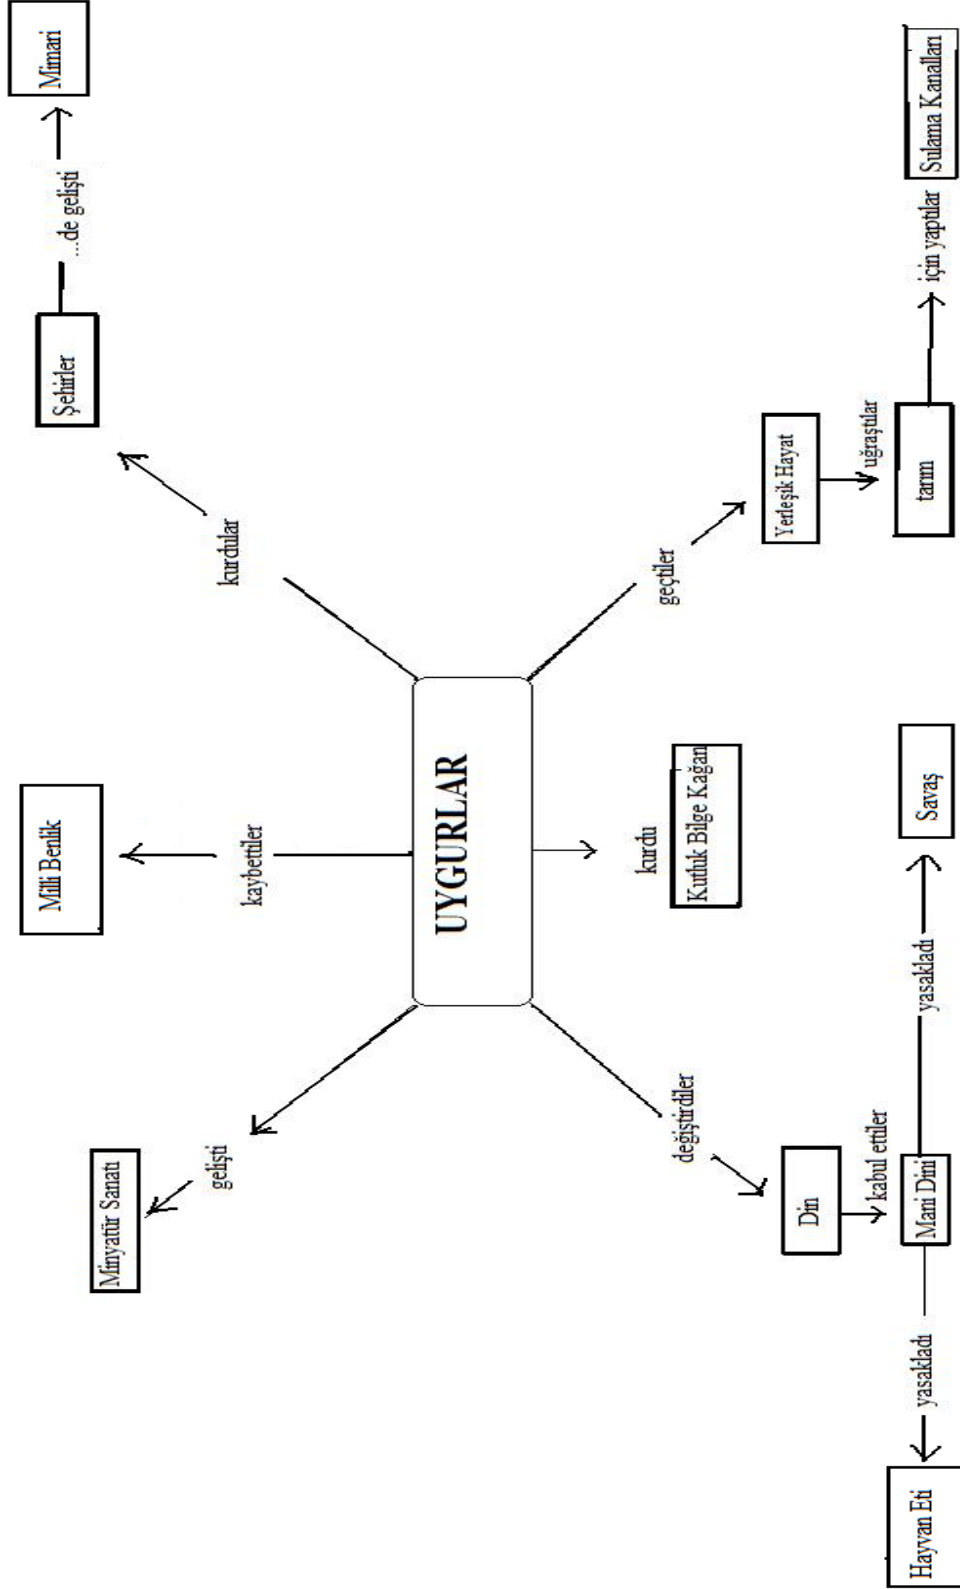 Minyatür Sanatı
gelişti
Milli Benlik
kaybettiler
Şehirler
...de gelişti
Mimari
kurdular
UYGURLAR
değiştirdiler
Din
kabul ettiler
Mani Dini
yasakladı
Hayvan Eti
yasakladı
Savaş
kurdu
Kutluk Bilge Kağan
geçtiler
Yerleşik Hayat
uğraştılar
tarım
için yaptılar
Sulama Kanalları